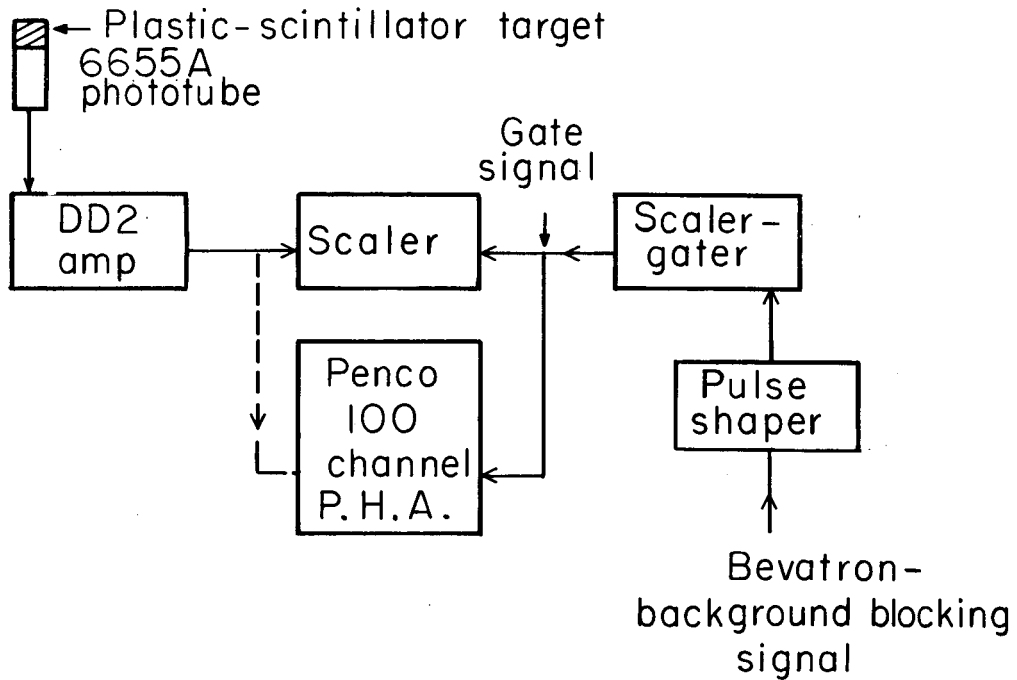 Plastic-scintillator target
6655A
phototube
Gate
signal
DD2
amp
Scaler
Scaler-
gater
Penco
100
channel
P.H.A.
Pulse
shaper
Bevatron-
background blocking
signal